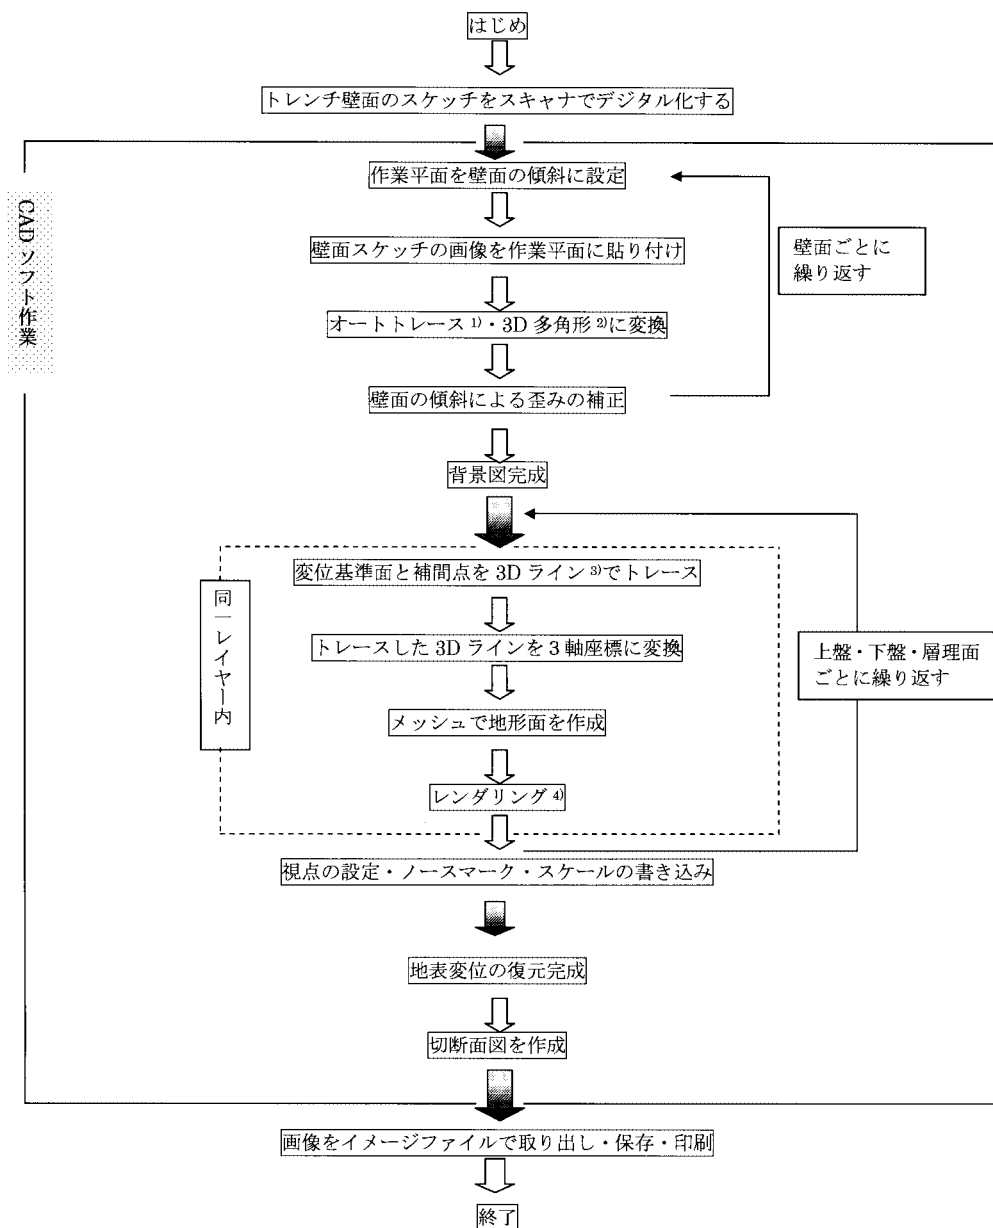 はじめ
トレンチ壁面のスケッチをスキャナでデジタル化する
CADソフト作業
作業平面を壁面の傾斜に設定
壁面スケッチの画像を作業平面に貼り付け
壁面ごとに
繰り返す
オートトレース1)・3D多角形2)に変換
壁面の傾斜による歪みの補正
背景図完成
変位基準面と補間点を3Dライン3)でトレース
同一レイヤー内
トレースした3Dラインを3軸座標に変換
上盤・下盤・層理面
ごとに繰り返す
メッシュで地形面を作成
レンダリング4)
視点の設定・ノースマーク・スケールの書き込み
地表変位の復元完成
切断面図を作成
画像をイメージファイルで取り出し・保存・印刷
終了